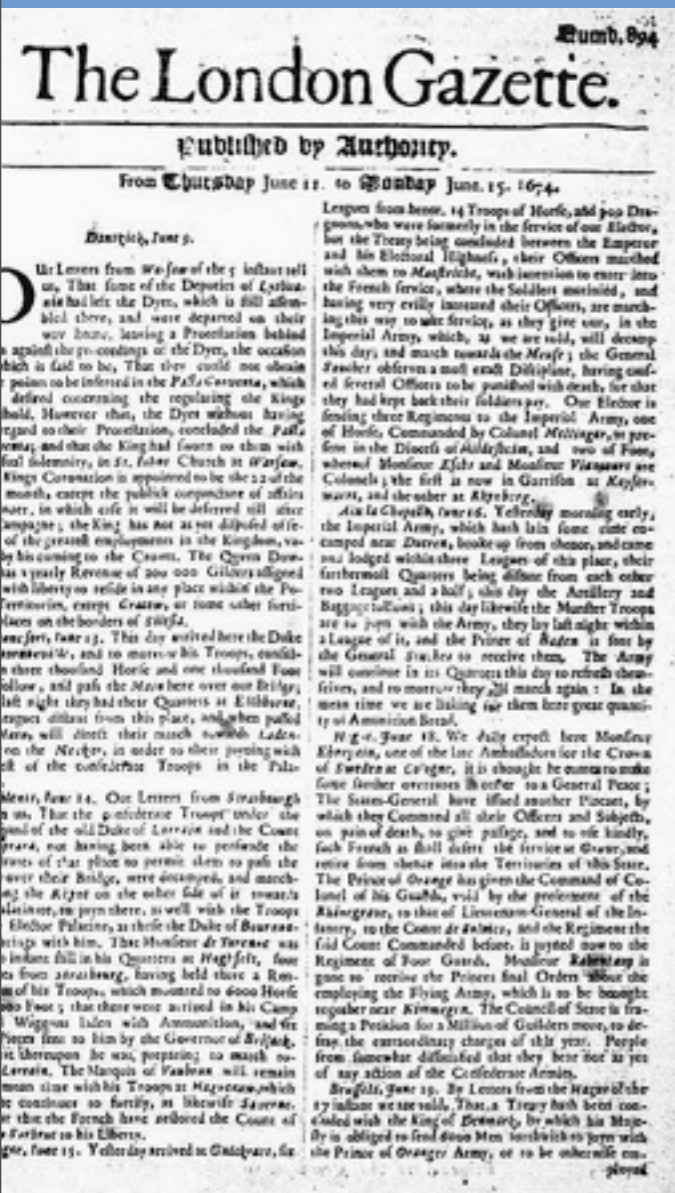 Numb. 894
The London Gazette.
Published by Authority.
From Thursday June 11. to Monday June. 15. 1674.
Dantzick, June 9.
OUr Letters from Warsaw of the 5 instant tell
us, That some of the Deputies of
had left the Dyet, which is still assem-
bled there, and were departed on their
way home, leaving a Protestation behind
against the proceedings of the Dyet, the occasion
which is said to be, That they could not obtain
points to be inserted in the Pacta Conventa, which
defired concerning the regulating the Kings
hold. However that, the Dyet without having
regard to their Protestation, concluded the Pacta
and that the King had sworn to them with
solemnity, in St. Johns Church at Warsaw.
Kings Coronation is appointed to be the 22 of the
month, except the publick conjuncture of affairs
in which case it will be deferred till after
campagne; the King has not as yet disposed of se-
of the greatest employments in the Kingdom, va-
by his coming to the Crown. The Queen Dow-
has a yearly Revenue of 200 000 Gilders assigned
with liberty to reside in any place within the Po-
Territories, except Cracow, or some other forti-
places on the borders of Silesia.
June 13. This day arrived here the Duke
and to morrow his Troops, consist-
three thousand Horse and one thousand Foot
follow, and pass the Mayn here over our Bridge;
last night they had their Quarters at
leagues distant from this place, and when passed
will direct their march towards Laden-
on the Necker, in order to their joyning with
rest of the confederate Troops in the Pala-
June 14. Our Letters from Strasbourgh
us, That the confederate Troops under the
of the old Duke of Lorrain and the Count
not having been able to perswade the
of that place to permit them to pass the
over their Bridge, were decamped, and march-
ing the Rhyne on the other side of it towards
to joyn there, as well with the Troops
Elector Palatine, as those the Duke of Bournon-
brings with him. That Monsieur de Turenne was
instant still in his Quarters at four
from Strasbourg, having held there a Ren-
of his Troops, which mounted to 6000 Horse
Foot; that there were arrived in his Camp
Waggons laden with Ammunition, and six
Pieces sent to him by the Governor of Brisack,
thereupon he was preparing to march to-
Lorrain. The Marquis of Vaubrun will remain
mean time with his Troops at Hagenaw, which
he continues to fortify, as likewise Saverne.
that the French have restored the Count of
to his Liberty.
June 15. Yesterday arrived at six
Leagues from hence, 14 Troops of Horse, and 900 Dra-
goons, who were formerly in the service of our Elector,
but the Treaty being concluded between the Emperor
and his Electoral Highness, their Officers marched
with them to Maestricht, with intention to enter into
the French service, where the Soldiers mutinied, and
having very evilly intreated their Officers, are march-
ing this way to take service, as they give out, in the
Imperial Army, which, as we are told, will decamp
this day, and march towards the Meuse; the General
Souches observes a most exact Discipline, having caus-
ed several Officers to be punished with death, for that
they had kept back their soldiers pay. Our Elector is
sending three Regiments to the Imperial Army, one
of Horse, Commanded by Colonel Mettinger, at pre-
sent in the Diocess of Hildesheim, and two of Foot,
whereof Monsieur and Monsieur are
Colonels; the first is now in Garrison at Keyser-
waert, and the other at Rhynberg.
Aix la Chapelle, June 16. Yesterday morning early,
the Imperial Army, which hath lain some time en-
camped near Dueren, brooke up from thence, and came
and lodged within three Leagues of this place, their
furthermost Quarters being distant from each other
two Leagues and a half; this day the Artillery and
Baggage follows; this day likewise the Munster Troops
are to joyn with the Army, they lay last night within
a League of it, and the Prince of Baden is sent by
the General Souches to receive them. The Army
will continue in its Quarters this day to refresh them-
selves, and to morrow they will march again: In the
mean time we are baking for them here great quanti-
ty of Amunition Bread.
Hague, June 18. We daily expect here Monsieur
Ehrnstein, one of the late Ambassadors for the Crown
of Sweden at Cologne, it is thought he comes to make
some further overtures in order to a General Peace;
The States-General have issued another Placaet, by
which they Command all their Officers and Subjects,
on pain of death, to give passage, and to use kindly,
such French as shall desert the service at Grave, and
retire from thence into the Territories of this State.
The Prince of Orange has given the Command of Co-
lonel of his Guards, void by the preferment of the
Rhinegrave, to that of Lieutenant-General of the In-
fantry, to the Count de Solmes, and the Regiment the
said Count Commanded before, is joyned now to the
Regiment of Foot Guards. Monsieur Rabenhaupt is
gone to receive the Princes final Orders about the
employing the Flying Army, which is to be brought
together near Nimmegen. The Council of State is fra-
ming a Petition for a Million of Guilders more, to de-
fray the extraordinary charges of this year. People
from somewhat dissatisfied that they hear not as yet
of any action of the Confederate Armies.
Brussels, June 19. By Letters from the Hague of the
17 instant we are told, That a Treaty hath been con-
cluded with the King of Denmark, by which his Maje-
sty is obliged to send 6000 Men forthwith to joyn with
the Prince of Oranges Army, or to be otherwise em-
ployed